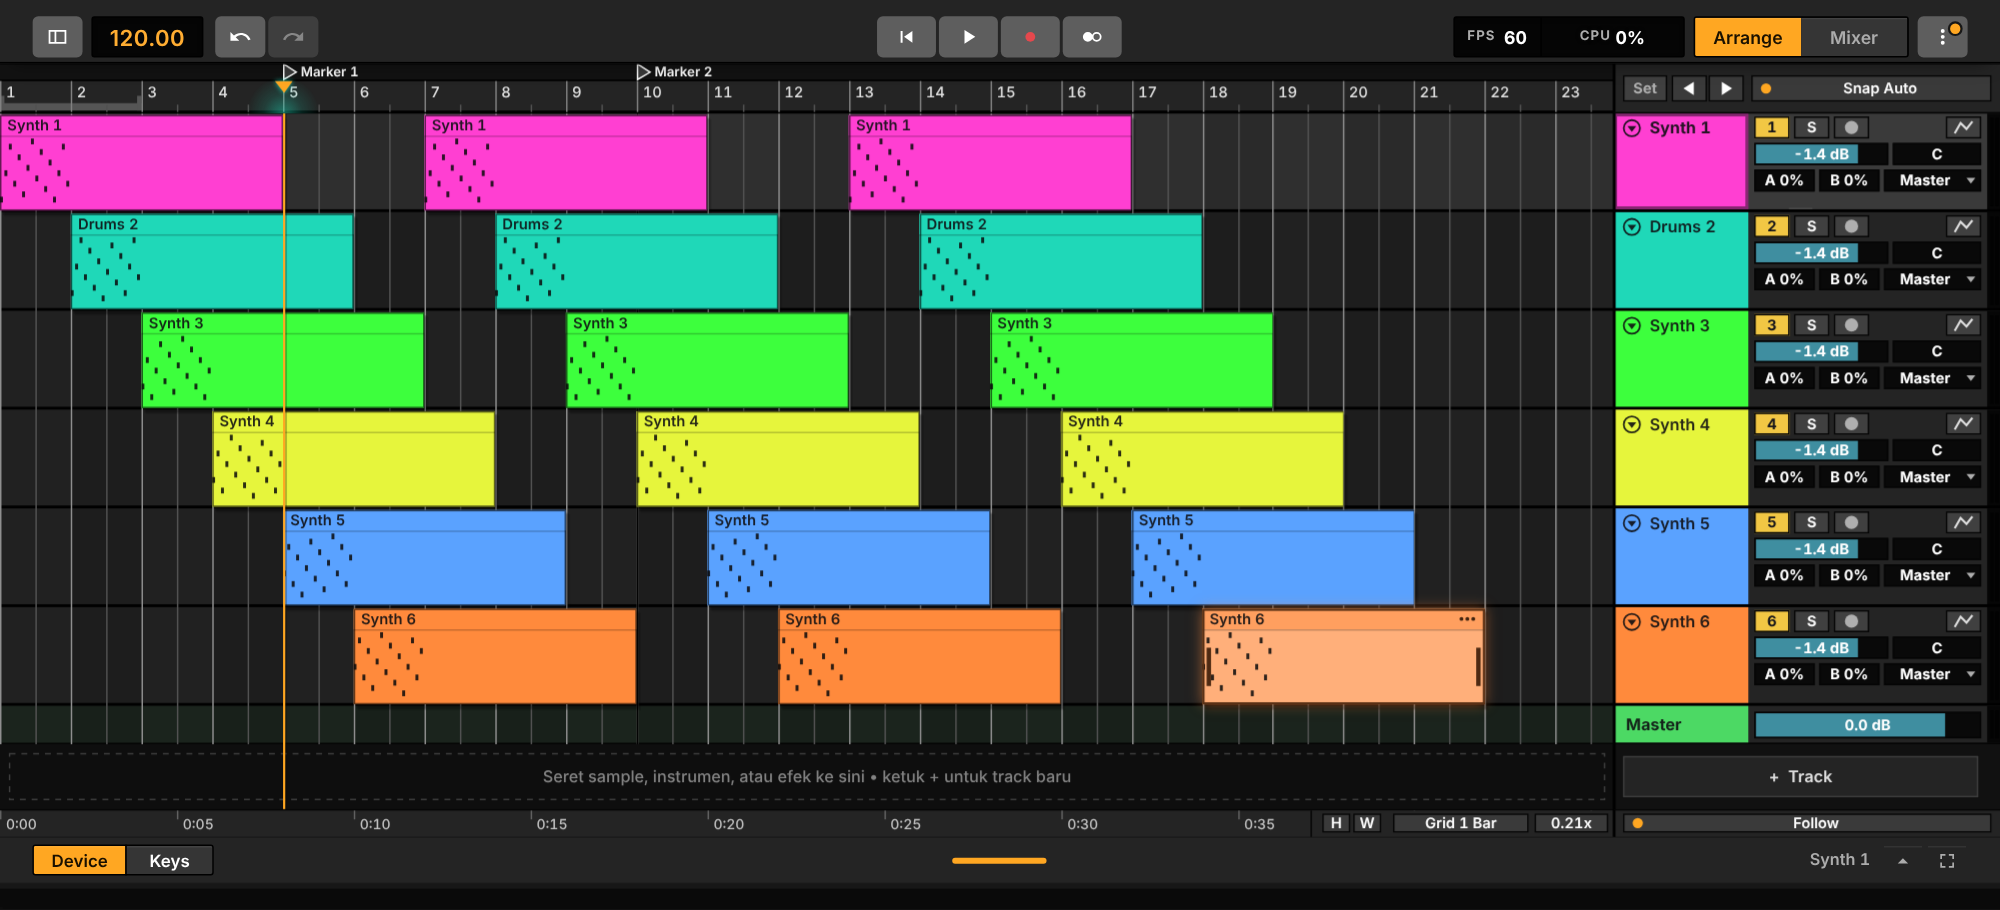 120.00
FPS 60 CPU 0% Arrange Mixer
Marker 1 Marker 2
1 2 3 4 5 6 7 8 9 10 11 12 13 14 15 16 17 18 19 20 21 22 23
Set Snap Auto
Synth 1 Synth 1 Synth 1
Synth 1 1 S
-1.4 dB C
A 0% B 0% Master
Drums 2 Drums 2 Drums 2
Drums 2 2 S
-1.4 dB C
A 0% B 0% Master
Synth 3 Synth 3 Synth 3
Synth 3 3 S
-1.4 dB C
A 0% B 0% Master
Synth 4 Synth 4 Synth 4
Synth 4 4 S
-1.4 dB C
A 0% B 0% Master
Synth 5 Synth 5 Synth 5
Synth 5 5 S
-1.4 dB C
A 0% B 0% Master
Synth 6 Synth 6 Synth 6
Synth 6 6 S
-1.4 dB C
A 0% B 0% Master
Master 0.0 dB
Seret sample, instrumen, atau efek ke sini • ketuk + untuk track baru
+ Track
0:00 0:05 0:10 0:15 0:20 0:25 0:30 0:35
H W Grid 1 Bar 0.21x Follow
Device Keys Synth 1